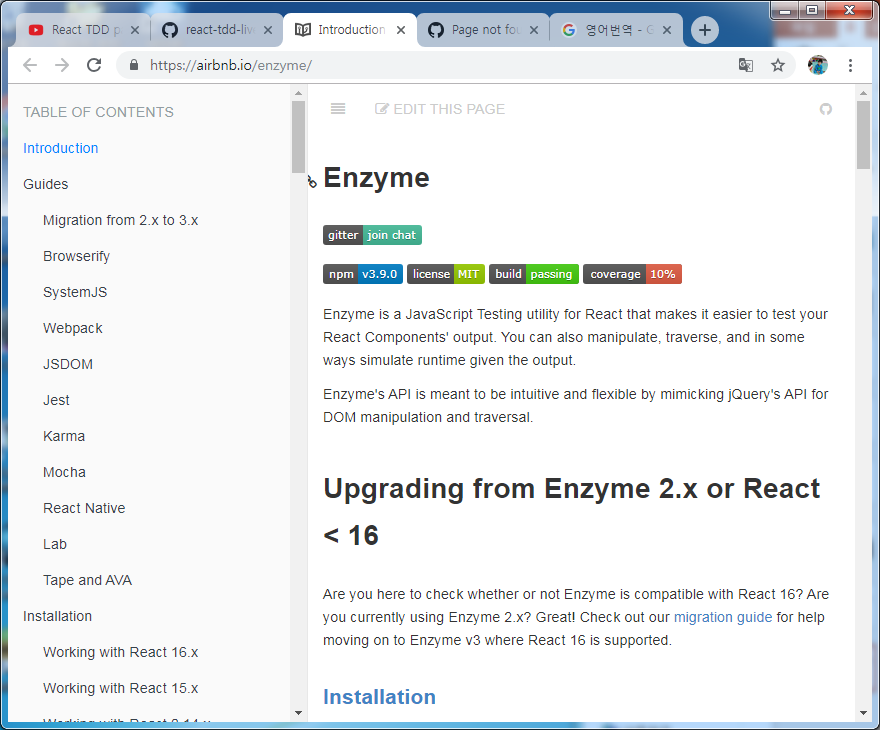 React TDD p
react-tdd-liv
Introduction
Page not fou
영어번역 - G
https://airbnb.io/enzyme/
TABLE OF CONTENTS
Introduction
Guides
Migration from 2.x to 3.x
Browserify
SystemJS
Webpack
JSDOM
Jest
Karma
Mocha
React Native
Lab
Tape and AVA
Installation
Working with React 16.x
Working with React 15.x
Working with React 0.14.x
EDIT THIS PAGE
Enzyme
gitter join chat
npm v3.9.0 license MIT build passing coverage 10%
Enzyme is a JavaScript Testing utility for React that makes it easier to test your
React Components' output. You can also manipulate, traverse, and in some
ways simulate runtime given the output.
Enzyme's API is meant to be intuitive and flexible by mimicking jQuery's API for
DOM manipulation and traversal.
Upgrading from Enzyme 2.x or React
< 16
Are you here to check whether or not Enzyme is compatible with React 16? Are
you currently using Enzyme 2.x? Great! Check out our migration guide for help
moving on to Enzyme v3 where React 16 is supported.
Installation